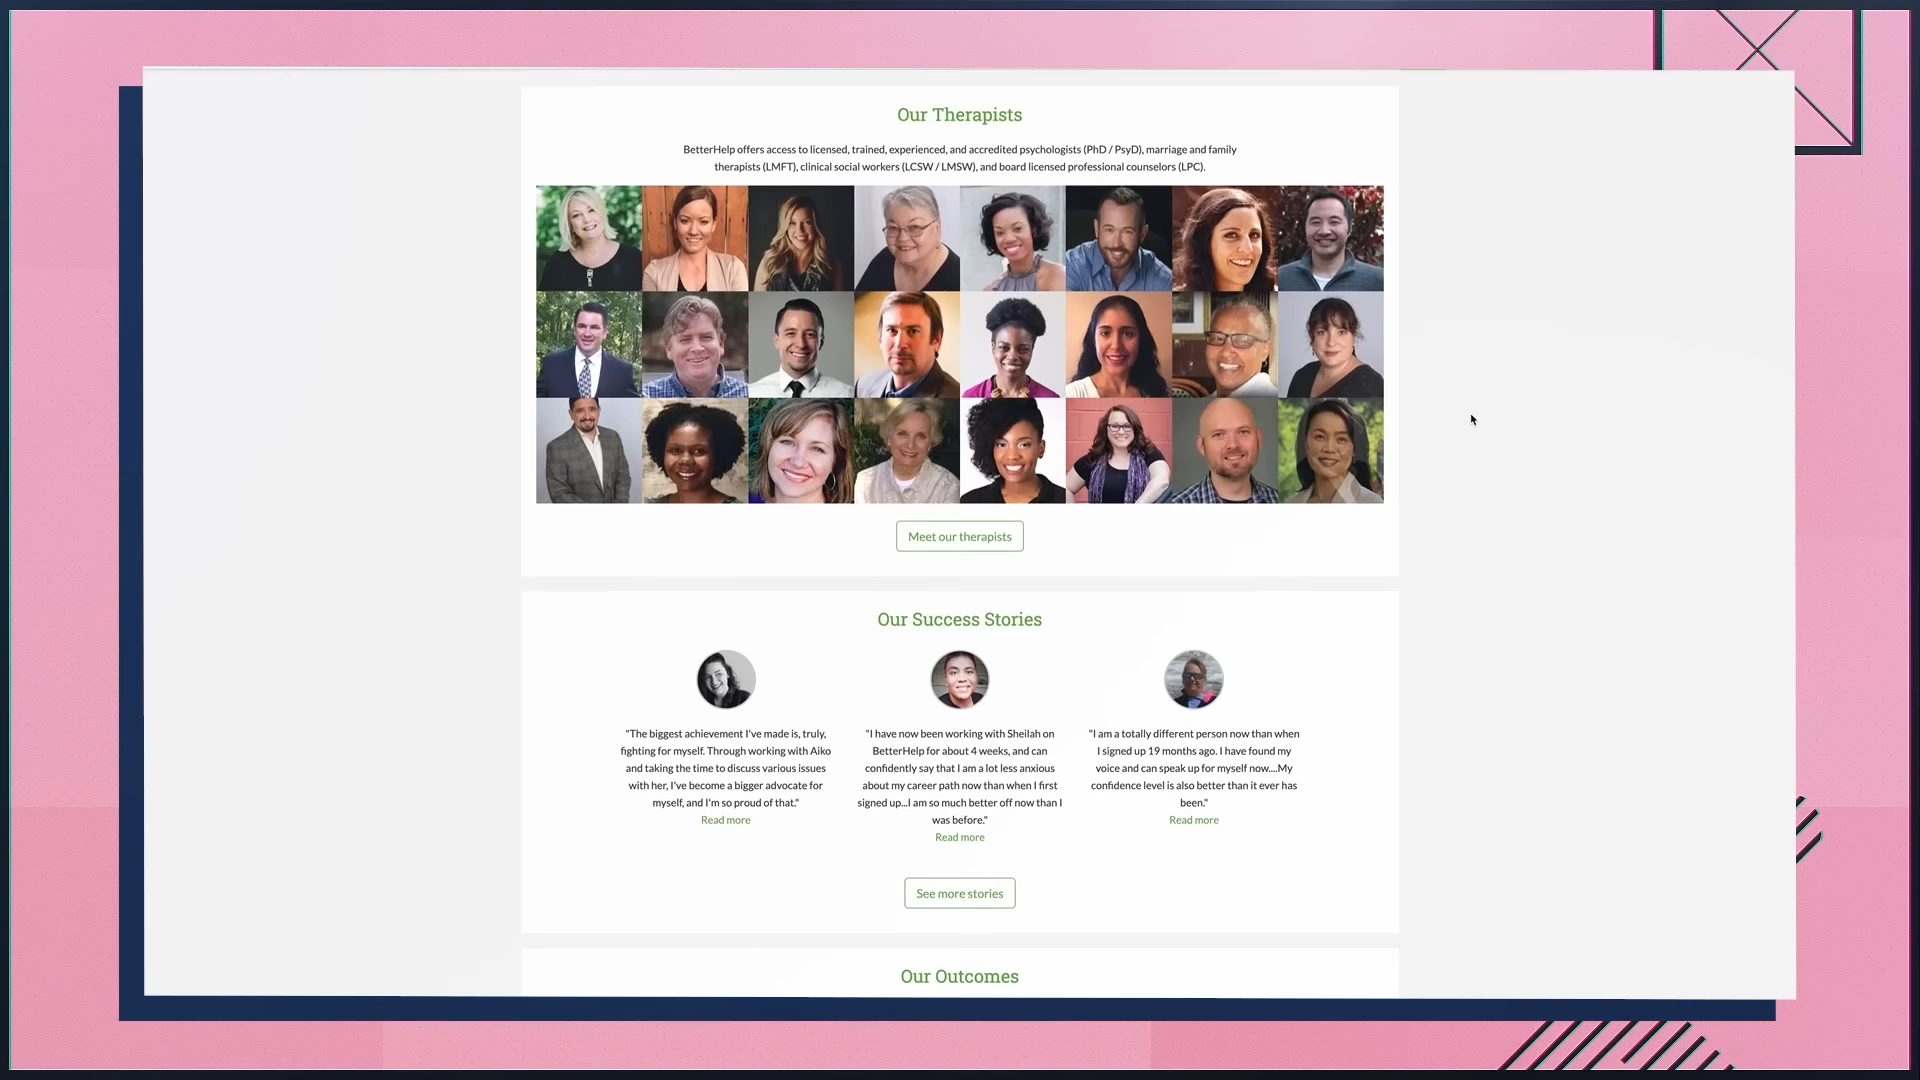 Our Therapists
BetterHelp offers access to licensed, trained, experienced, and accredited psychologists (PhD / PsyD), marriage and family
therapists (LMFT), clinical social workers (LCSW / LMSW), and board licensed professional counselors (LPC).
Meet our therapists
Our Success Stories
"The biggest achievement I've made is, truly,
fighting for myself. Through working with Aiko
and taking the time to discuss various issues
with her, I've become a bigger advocate for
myself, and I'm so proud of that."
Read more
"I have now been working with Sheilah on
BetterHelp for about 4 weeks, and can
confidently say that I am a lot less anxious
about my career path now than when I first
signed up...I am so much better off now than I
was before."
Read more
"I am a totally different person now than when
I signed up 19 months ago. I have found my
voice and can speak up for myself now....My
confidence level is also better than it ever has
been."
Read more
See more stories
Our Outcomes